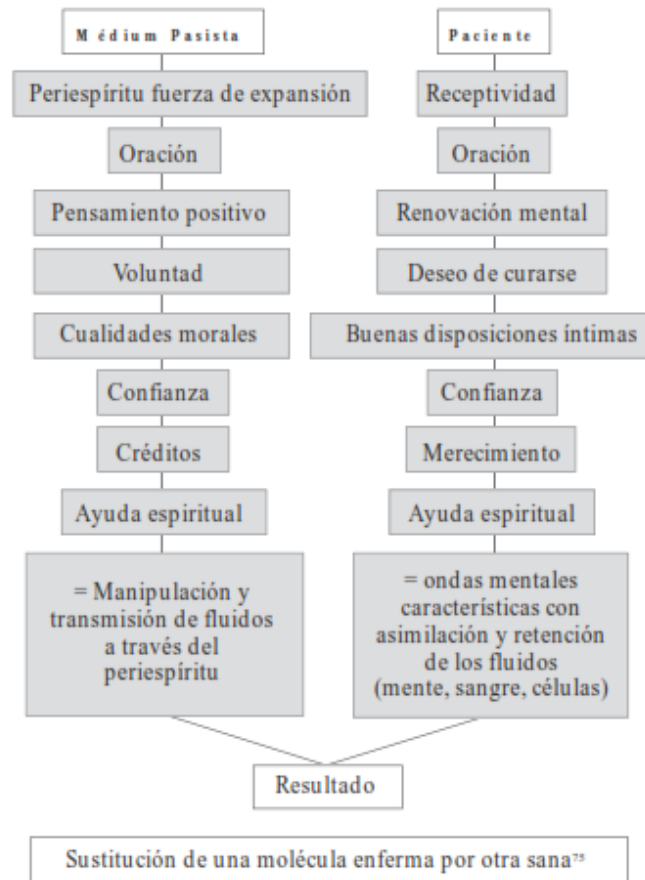 Médium Pasista
Periespíritu fuerza de expansión
Oración
Pensamiento positivo
Voluntad
Cualidades morales
Confianza
Créditos
Ayuda espiritual
= Manipulación y
transmisión de fluidos
a través del
periespíritu
Paciente
Receptividad
Oración
Renovación mental
Deseo de curarse
Buenas disposiciones íntimas
Confianza
Merecimiento
Ayuda espiritual
= ondas mentales
características con
asimilación y retención
de los fluidos
(mente, sangre, células)
Resultado
Sustitución de una molécula enferma por otra sana⁷⁵